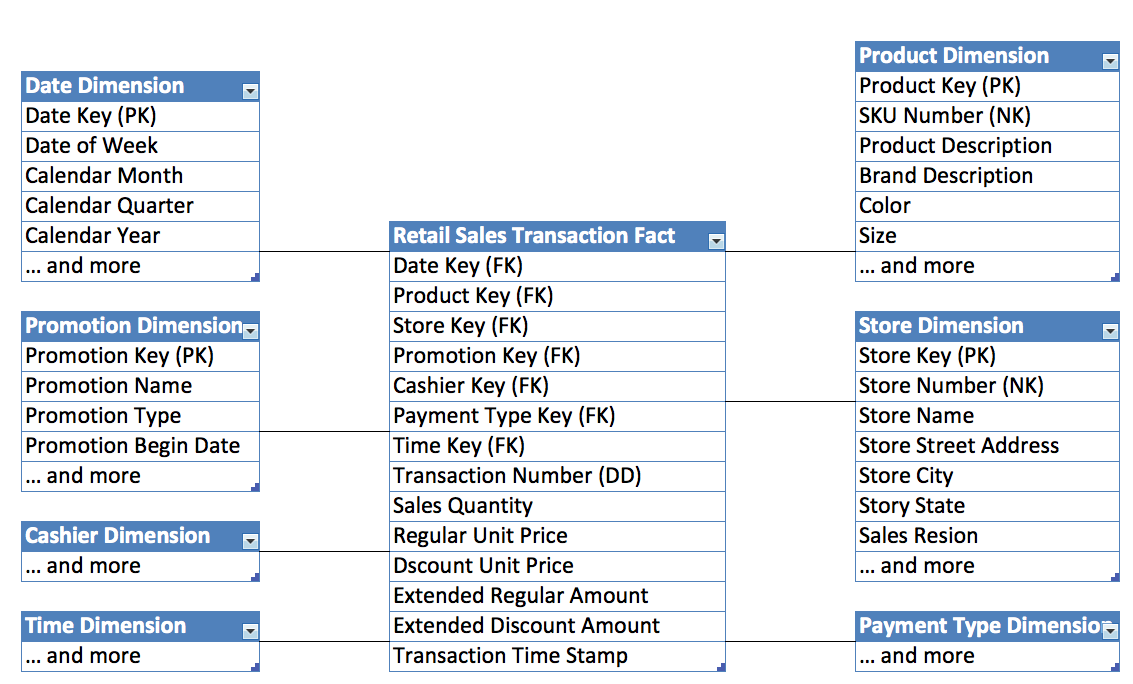 Date Dimension
Date Key (PK)
Date of Week
Calendar Month
Calendar Quarter
Calendar Year
... and more
Promotion Dimension
Promotion Key (PK)
Promotion Name
Promotion Type
Promotion Begin Date
... and more
Cashier Dimension
... and more
Time Dimension
... and more
Retail Sales Transaction Fact
Date Key (FK)
Product Key (FK)
Store Key (FK)
Promotion Key (FK)
Cashier Key (FK)
Payment Type Key (FK)
Time Key (FK)
Transaction Number (DD)
Sales Quantity
Regular Unit Price
Dscount Unit Price
Extended Regular Amount
Extended Discount Amount
Transaction Time Stamp
Product Dimension
Product Key (PK)
SKU Number (NK)
Product Description
Brand Description
Color
Size
... and more
Store Dimension
Store Key (PK)
Store Number (NK)
Store Name
Store Street Address
Store City
Story State
Sales Resion
... and more
Payment Type Dimension
... and more